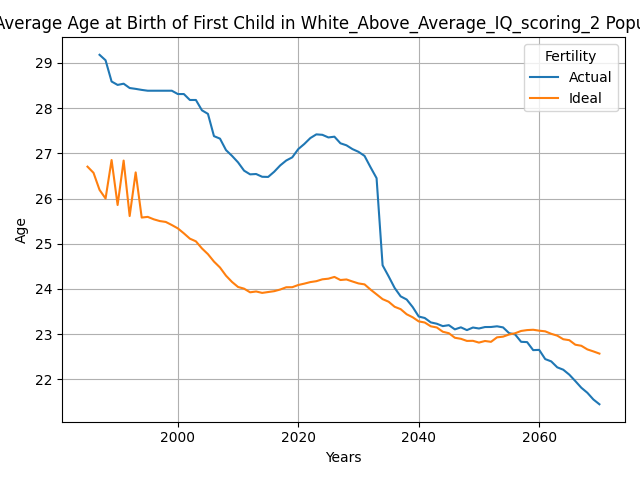 Average Age at Birth of First Child in White_Above_Average_IQ_scoring_2
29
28
27
26
25
24
23
22
Age
Fertility
Actual
Ideal
2000 2020 2040 2060
Years